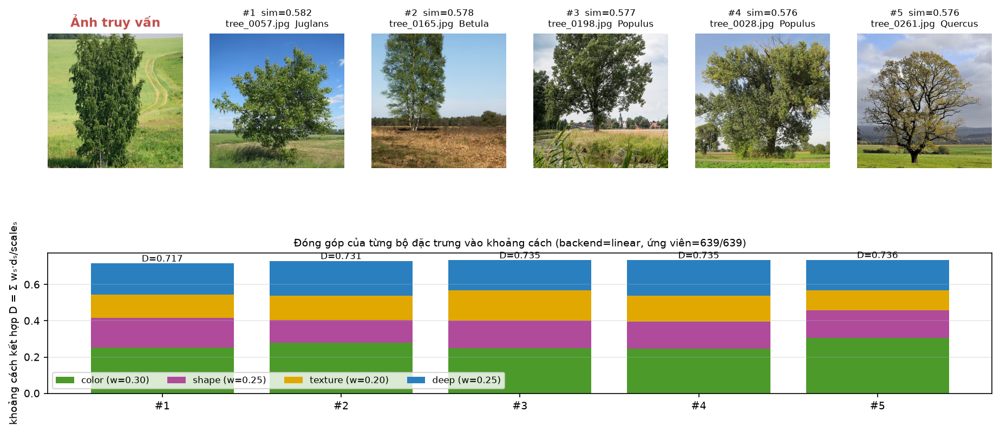 Ảnh truy vấn
#1  sim=0.582
tree_0057.jpg  Juglans
#2  sim=0.578
tree_0165.jpg  Betula
#3  sim=0.577
tree_0198.jpg  Populus
#4  sim=0.576
tree_0028.jpg  Populus
#5  sim=0.576
tree_0261.jpg  Quercus
Đóng góp của từng bộ đặc trưng vào khoảng cách (backend=linear, ứng viên=639/639)
khoảng cách kết hợp D = Σ wₛ·dₛ/scaleₛ
0.6
0.4
0.2
0.0
D=0.717
D=0.731
D=0.735
D=0.735
D=0.736
color (w=0.30)
shape (w=0.25)
texture (w=0.20)
deep (w=0.25)
#1
#2
#3
#4
#5